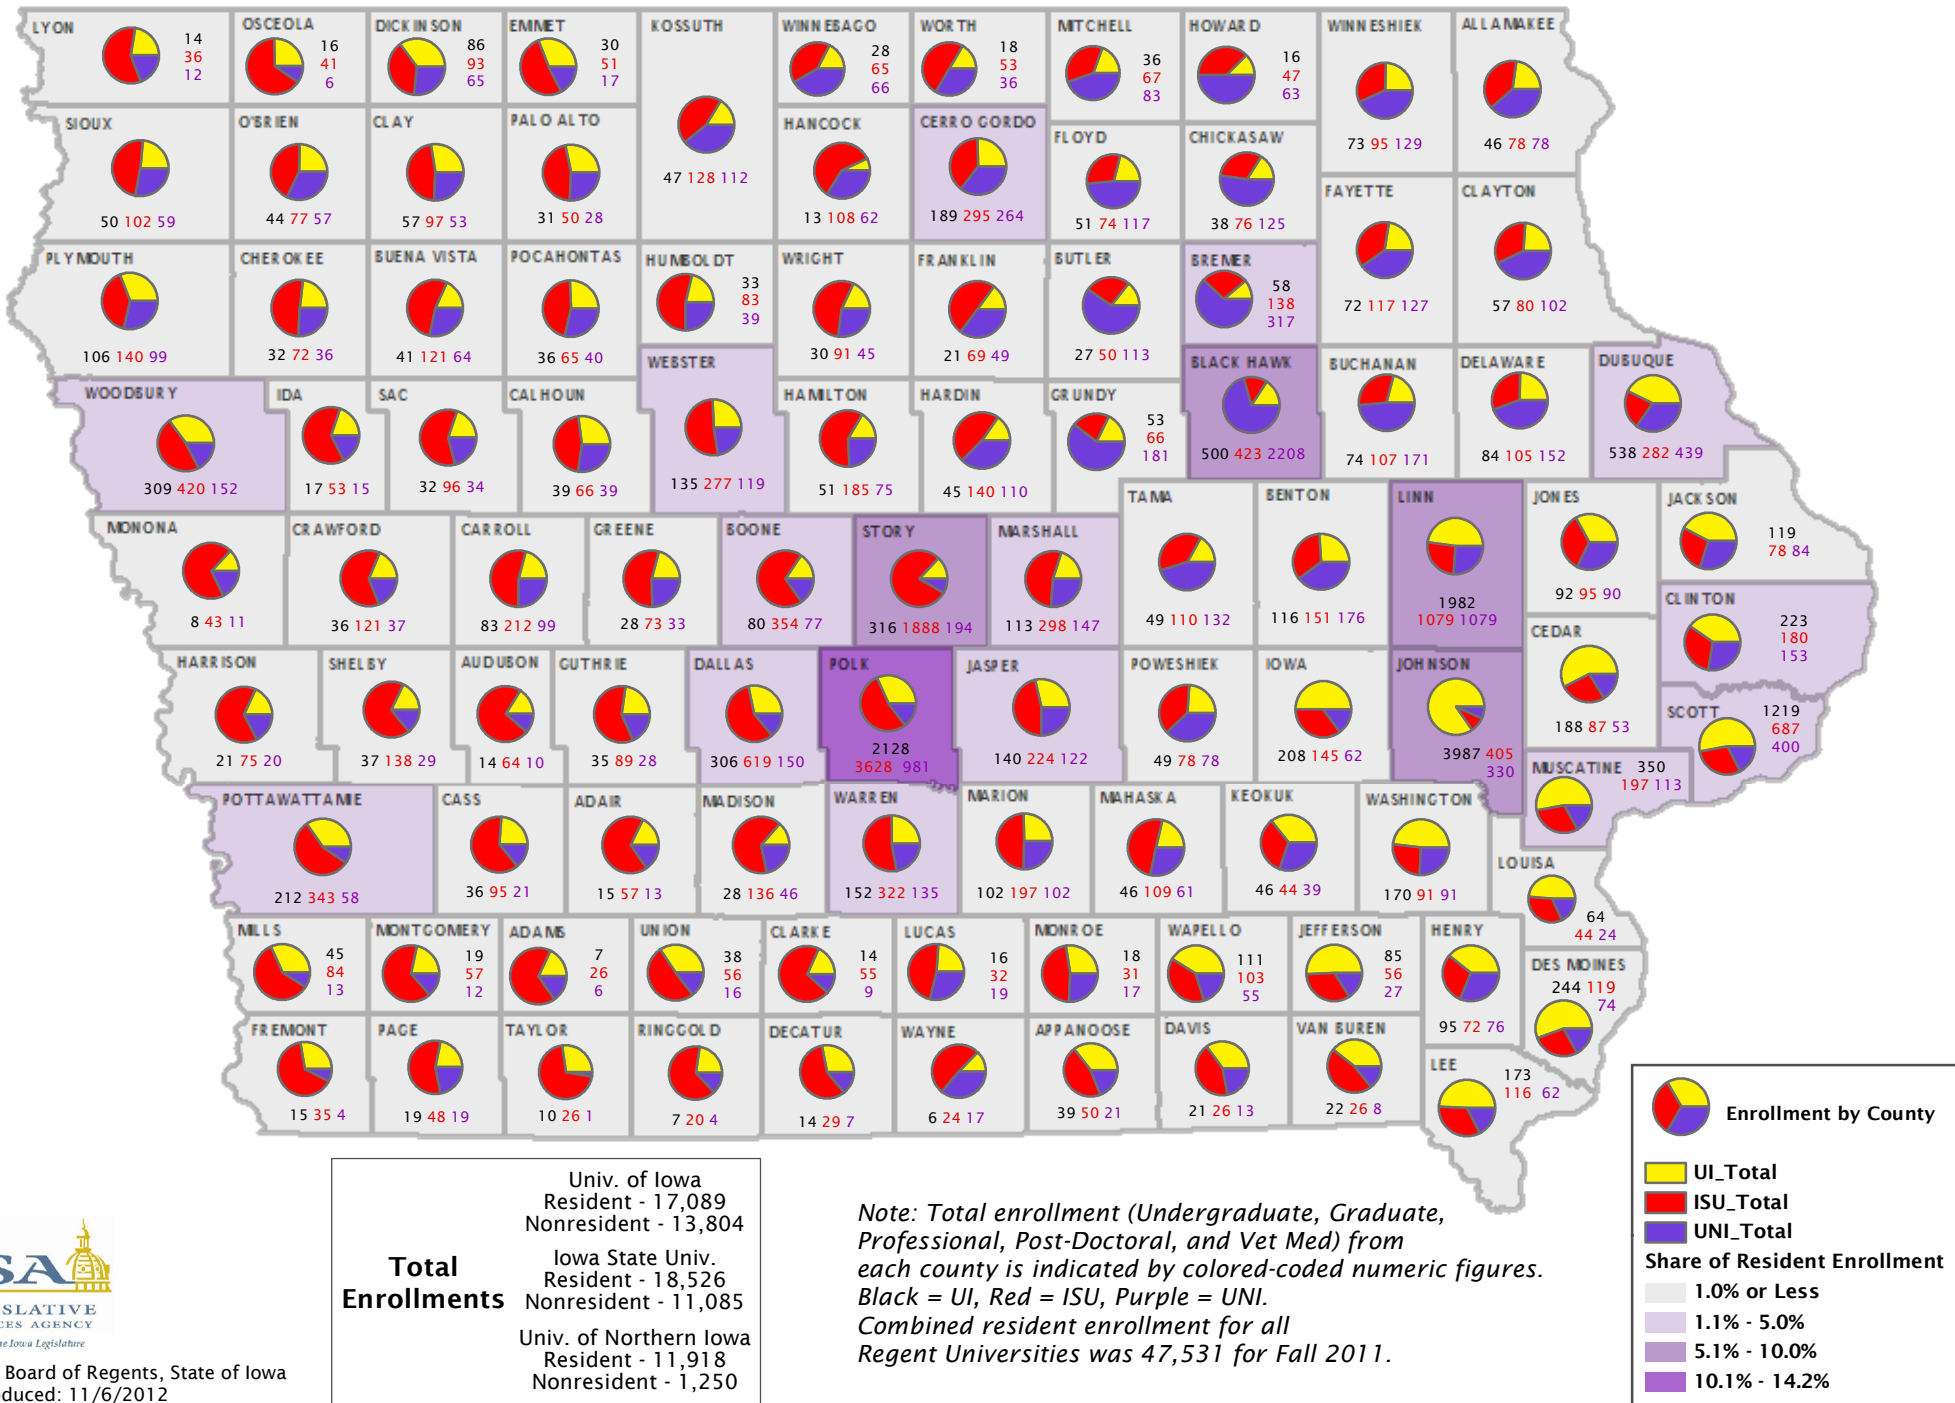 LYON
14
36
12
OSCEOLA
16
41
6
DICKINSON
86
93
65
EMMET
30
51
17
KOSSUTH
47 128 112
WINNEBAGO
28
65
66
WORTH
18
53
36
MITCHELL
36
67
83
HOWARD
16
47
63
WINNESHIEK
73 95 129
ALLAMAKEE
46 78 78
SIOUX
50 102 59
O'BRIEN
44 77 57
CLAY
57 97 53
PALO ALTO
31 50 28
HANCOCK
13 108 62
CERRO GORDO
189 295 264
FLOYD
51 74 117
CHICKASAW
38 76 125
FAYETTE
72 117 127
CLAYTON
57 80 102
PLYMOUTH
106 140 99
CHEROKEE
32 72 36
BUENA VISTA
41 121 64
POCAHONTAS
36 65 40
HUMBOLDT
33
83
39
WRIGHT
30 91 45
FRANKLIN
21 69 49
BUTLER
27 50 113
BREMER
58
138
317
WOODBURY
309 420 152
IDA
17 53 15
SAC
32 96 34
CALHOUN
39 66 39
WEBSTER
135 277 119
HAMILTON
51 185 75
HARDIN
45 140 110
GRUNDY
53
66
181
BLACK HAWK
500 423 2208
BUCHANAN
74 107 171
DELAWARE
84 105 152
DUBUQUE
538 282 439
MONONA
8 43 11
CRAWFORD
36 121 37
CARROLL
83 212 99
GREENE
28 73 33
BOONE
80 354 77
STORY
316 1888 194
MARSHALL
113 298 147
TAMA
49 110 132
BENTON
116 151 176
LINN
1982
1079 1079
JONES
92 95 90
JACKSON
119
78 84
CLINTON
223
180
153
CEDAR
188 87 53
HARRISON
21 75 20
SHELBY
37 138 29
AUDUBON
14 64 10
GUTHRIE
35 89 28
DALLAS
306 619 150
POLK
2128
3628 981
JASPER
140 224 122
POWESHIEK
49 78 78
IOWA
208 145 62
JOHNSON
3987 405
330
SCOTT
1219
687
400
MUSCATINE 350
197 113
POTTAWATTAMIE
212 343 58
CASS
36 95 21
ADAIR
15 57 13
MADISON
28 136 46
WARREN
152 322 135
MARION
102 197 102
MAHASKA
46 109 61
KEOKUK
46 44 39
WASHINGTON
170 91 91
LOUISA
64
44 24
MILLS
45
84
13
MONTGOMERY
19
57
12
ADAMS
7
26
6
UNION
38
56
16
CLARKE
14
55
9
LUCAS
16
32
19
MONROE
18
31
17
WAPELLO
111
103
55
JEFFERSON
85
56
27
HENRY
95 72 76
DES MOINES
244 119
74
FREMONT
15 35 4
PAGE
19 48 19
TAYLOR
10 26 1
RINGGOLD
7 20 4
DECATUR
14 29 7
WAYNE
6 24 17
APPANOOSE
39 50 21
DAVIS
21 26 13
VAN BUREN
22 26 8
LEE
173
116 62
Enrollment by County
UI_Total
ISU_Total
UNI_Total
Share of Resident Enrollment
1.0% or Less
1.1% - 5.0%
5.1% - 10.0%
10.1% - 14.2%
Total
Enrollments
Univ. of Iowa
Resident - 17,089
Nonresident - 13,804
Iowa State Univ.
Resident - 18,526
Nonresident - 11,085
Univ. of Northern Iowa
Resident - 11,918
Nonresident - 1,250
Note: Total enrollment (Undergraduate, Graduate,
Professional, Post-Doctoral, and Vet Med) from
each county is indicated by colored-coded numeric figures.
Black = UI, Red = ISU, Purple = UNI.
Combined resident enrollment for all
Regent Universities was 47,531 for Fall 2011.
SA
SLATIVE
CES AGENCY
he Iowa Legislature
Board of Regents, State of Iowa
duced: 11/6/2012